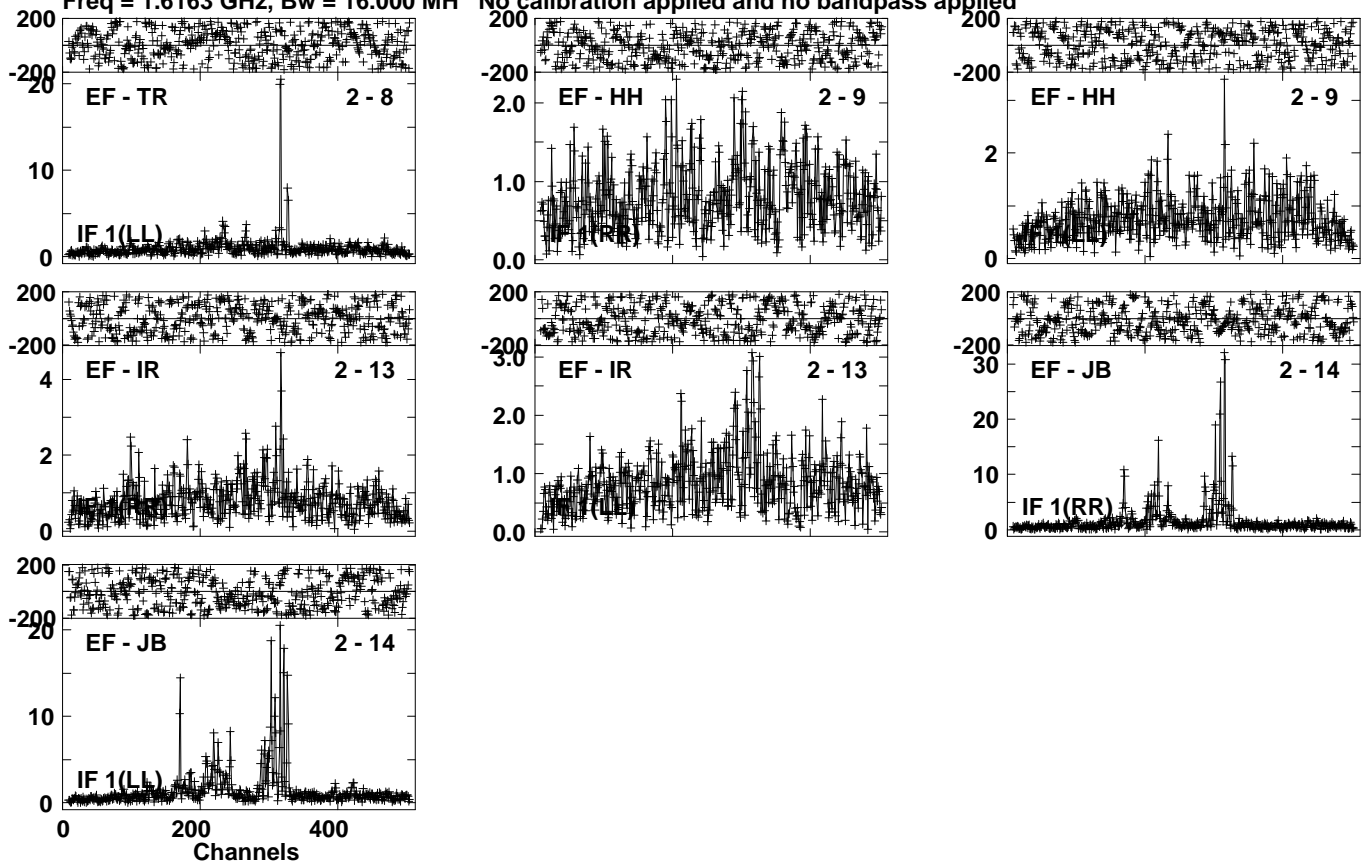 Freq = 1.6163 GHz, Bw = 16.000 MH No calibration applied and no bandpass applied
200
-200
20
10
0
EF - TR 2 - 8
IF 1(LL)
200
-200
2.0
1.0
0.0
EF - HH 2 - 9
IF 1(RR)
200
-200
2
0
EF - HH 2 - 9
200
-200
4
2
0
EF - IR 2 - 13
200
-200
3.0
2.0
1.0
0.0
EF - IR 2 - 13
IF 1(LL)
200
-200
30
20
10
0
EF - JB 2 - 14
IF 1(RR)
200
-200
20
10
0
EF - JB 2 - 14
IF 1(LL)
0 200 400
Channels